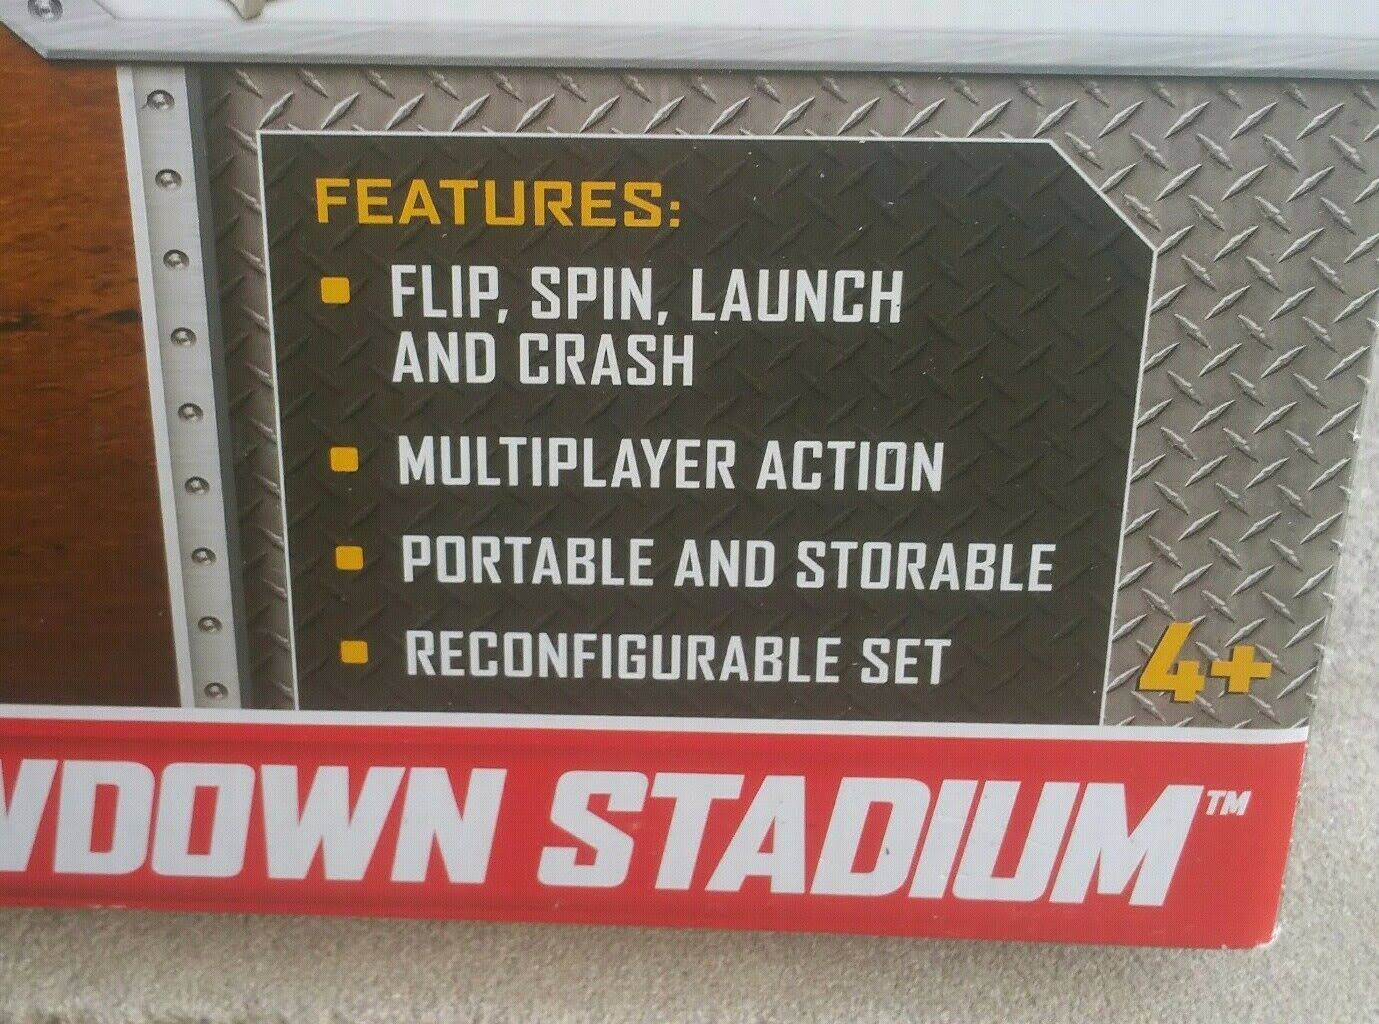 FEATURES:
FLIP, SPIN, LAUNCH
AND CRASH
MULTIPLAYER ACTION
PORTABLE AND STORABLE
RECONFIGURABLE SET
4+
WDOWN STADIUM™